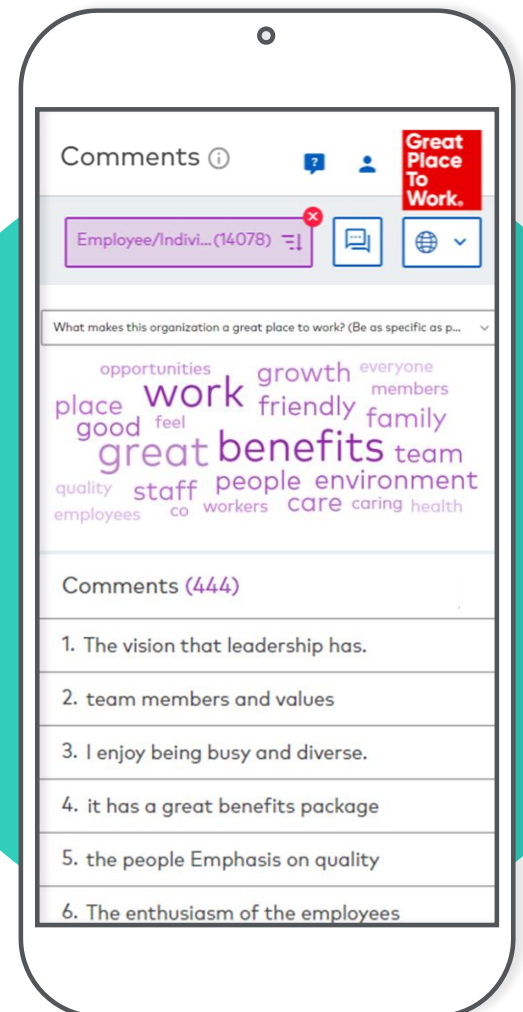 Comments
Great
Place
To
Work.
Employee/Indivi... (14078)
What makes this organization a great place to work? (Be as specific as p...
opportunities growth everyone
place work friendly members
good feel family
great benefits team
quality staff people environment
employees co workers care caring health
Comments (444)
1. The vision that leadership has.
2. team members and values
3. I enjoy being busy and diverse.
4. it has a great benefits package
5. the people Emphasis on quality
6. The enthusiasm of the employees